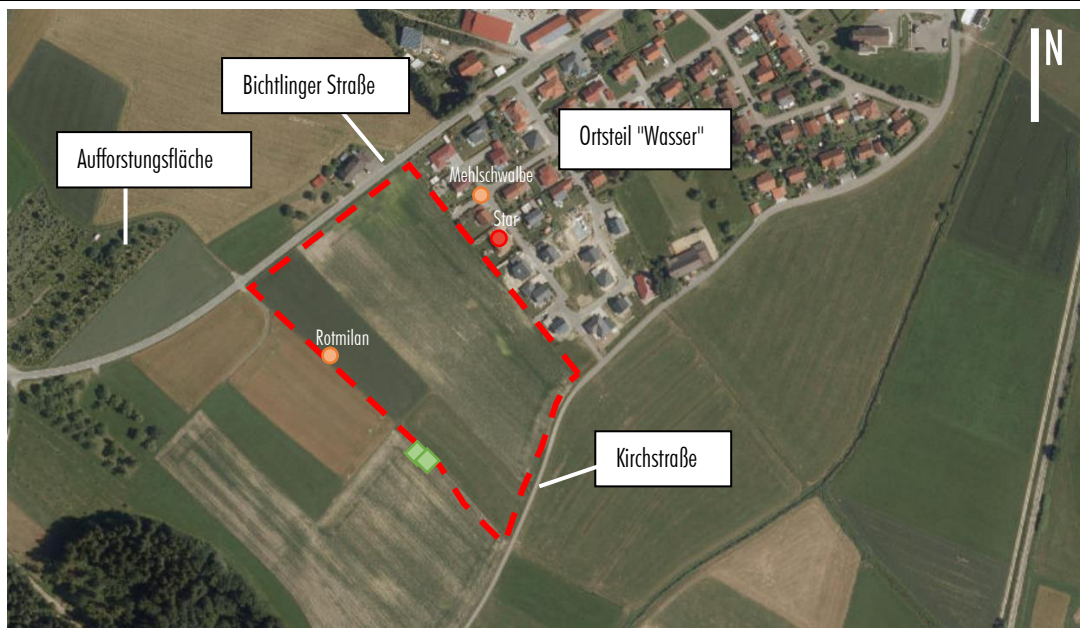 N
Bichtlinger Straße
Ortsteil "Wasser"
Aufforstungsfläche
Mehlschwalbe
Star
Rotmilan
Kirchstraße